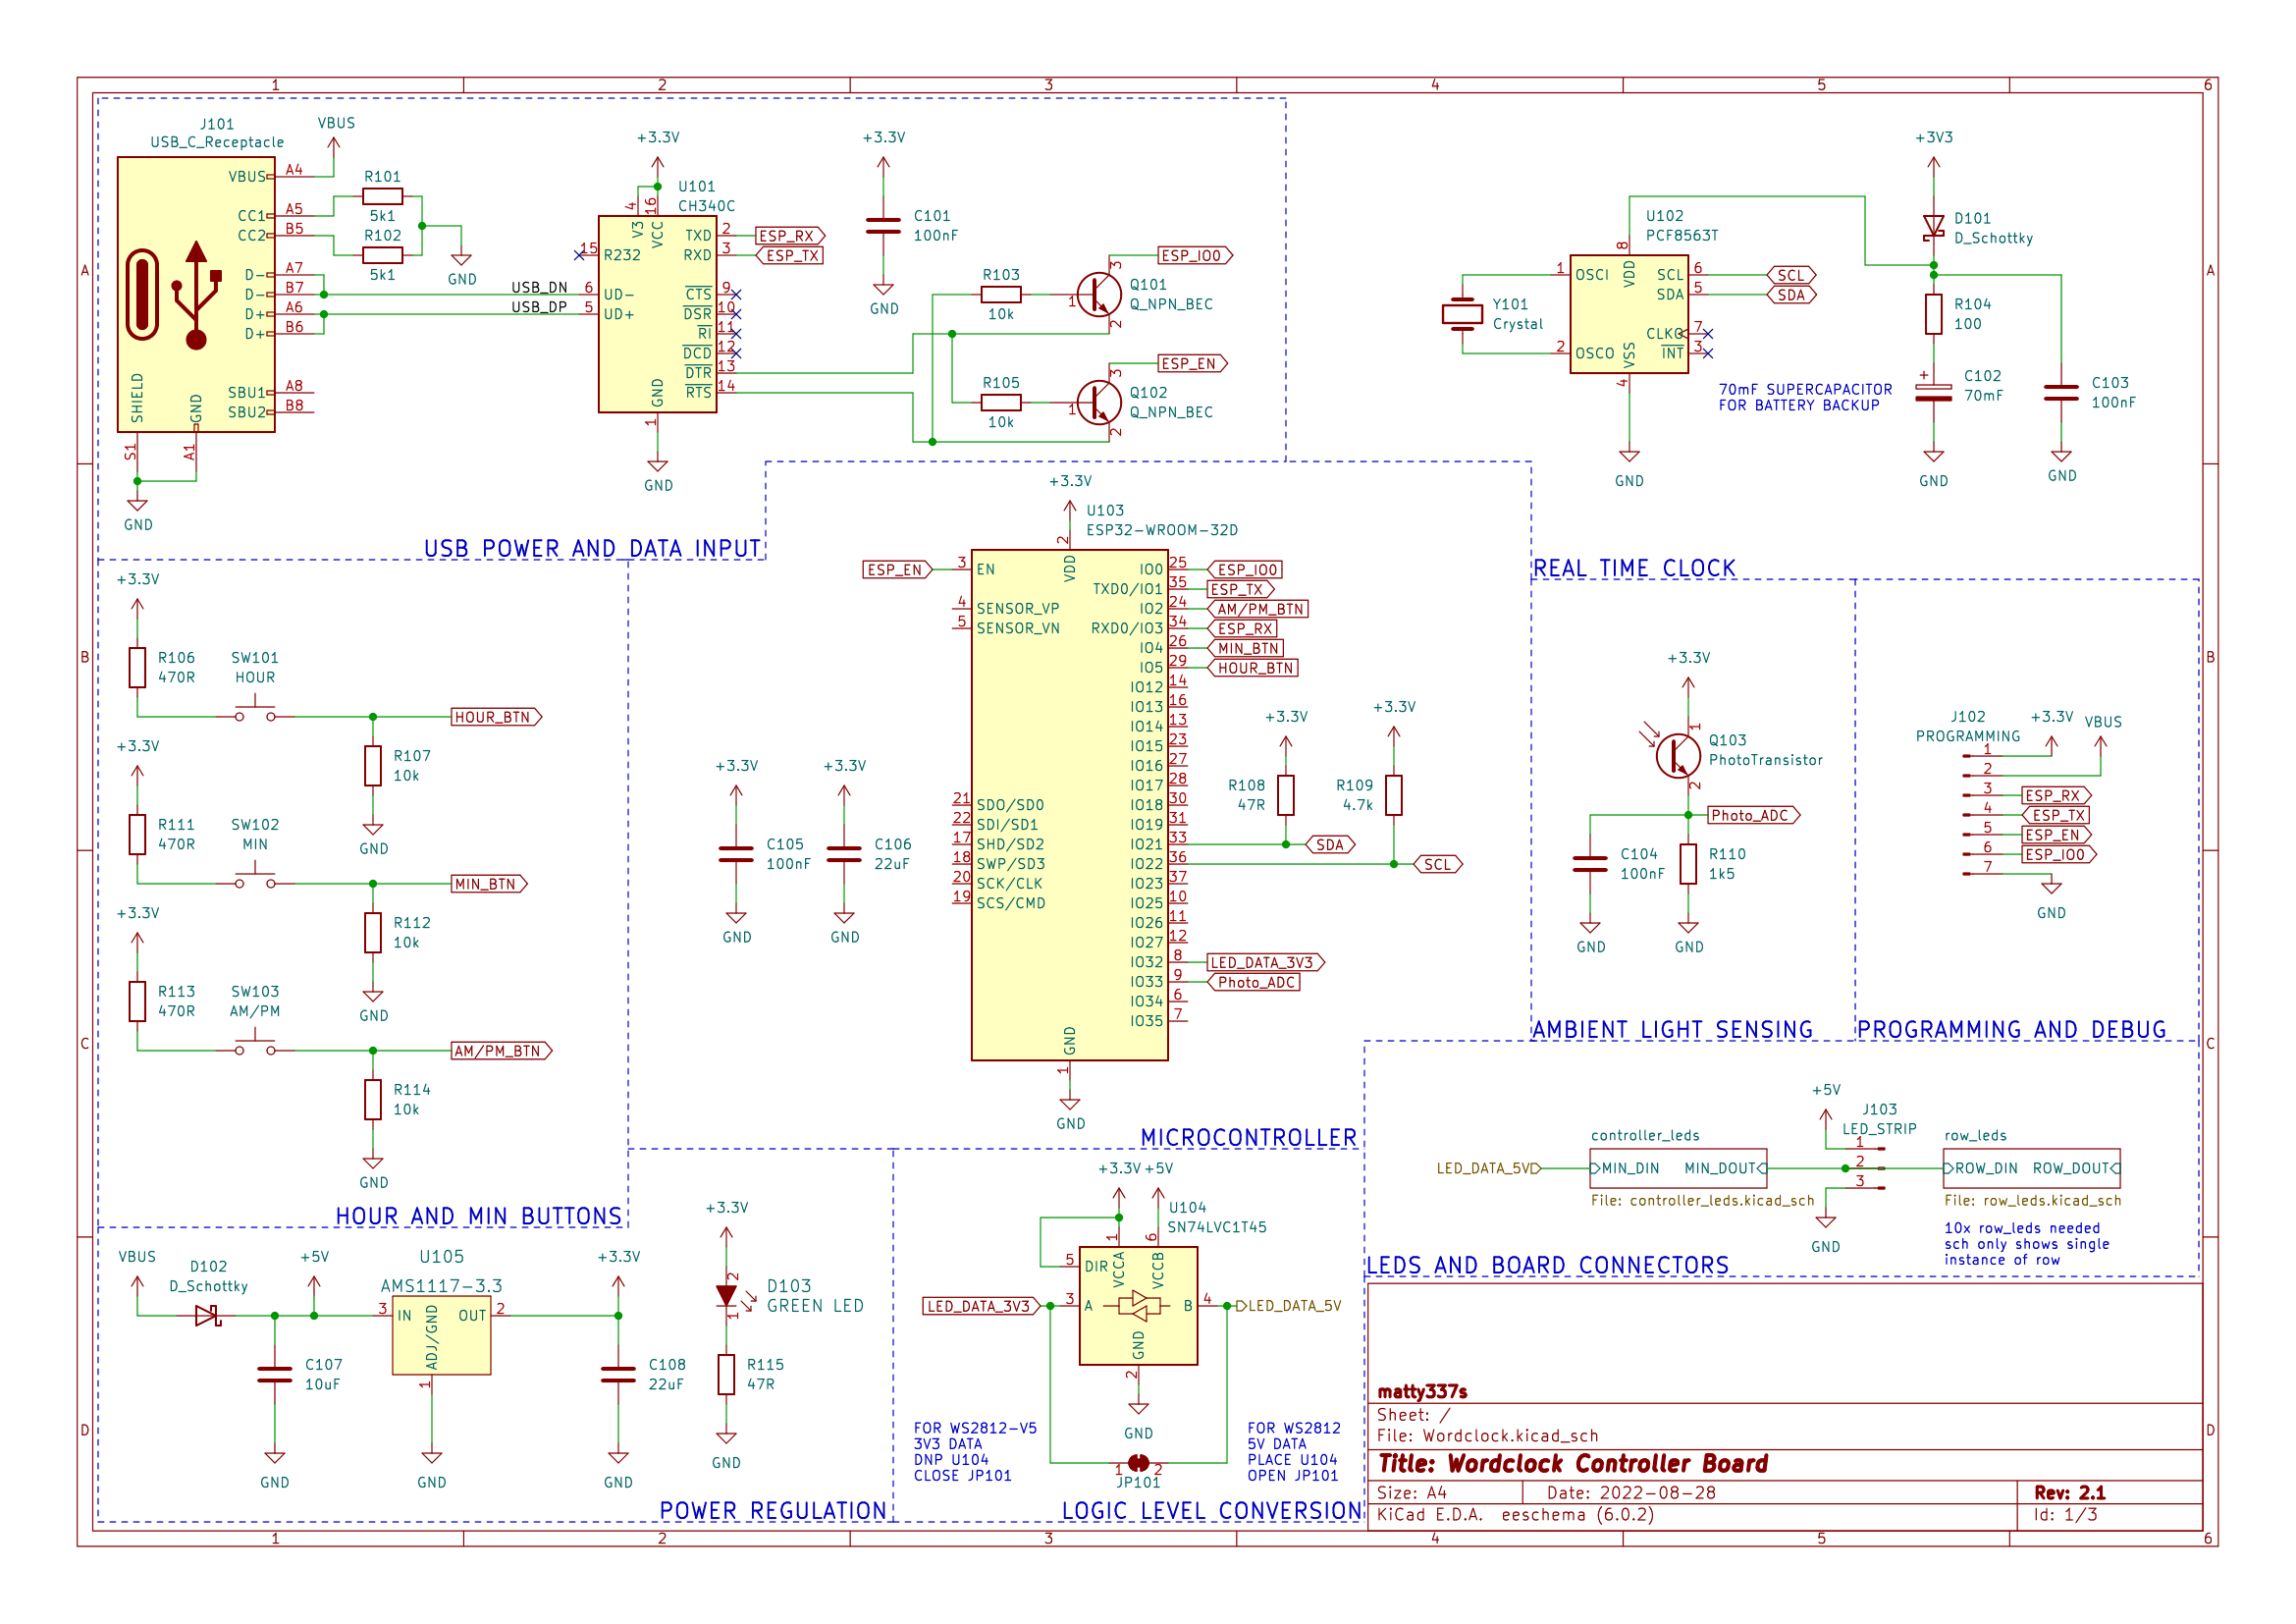 1 2 3 4 5 6
A
B
C
D
J101
USB_C_Receptacle
VBUS
VBUS A4
CC1 A5
CC2 B5
D- A7
D- B7
D+ A6
D+ B6
SBU1 A8
SBU2 B8
SHIELD
GND
S1
A1
GND
R101
5k1
R102
5k1
GND
USB_DN
USB_DP
+3.3V
U101
CH340C
4 V3
16 VCC
15 R232
6 UD-
5 UD+
TXD 2 ESP_RX
RXD 3 ESP_TX
CTS 9
DSR 10
RI 11
DCD 12
DTR 13
RTS 14
GND
1
GND
+3.3V
C101
100nF
GND
R103
10k
ESP_IO0
3
1
2
Q101
Q_NPN_BEC
R105
10k
ESP_EN
3
1
2
Q102
Q_NPN_BEC
USB POWER AND DATA INPUT
Y101
Crystal
U102
PCF8563T
8 VDD
1 OSCI
2 OSCO
SCL 6 SCL
SDA 5 SDA
CLKO 7
INT 3
VSS
4
GND
+3V3
D101
D_Schottky
R104
100
C102
70mF
+
C103
100nF
GND
GND
70mF SUPERCAPACITOR
FOR BATTERY BACKUP
REAL TIME CLOCK
+3.3V
R106
470R
SW101
HOUR
HOUR_BTN
R107
10k
GND
+3.3V
R111
470R
SW102
MIN
MIN_BTN
R112
10k
GND
+3.3V
R113
470R
SW103
AM/PM
AM/PM_BTN
R114
10k
GND
HOUR AND MIN BUTTONS
+3.3V
U103
ESP32-WROOM-32D
2 VDD
ESP_EN 3 EN
4 SENSOR_VP
5 SENSOR_VN
21 SDO/SD0
22 SDI/SD1
17 SHD/SD2
18 SWP/SD3
20 SCK/CLK
19 SCS/CMD
IO0 25 ESP_IO0
TXD0/IO1 35 ESP_TX
IO2 24 AM/PM_BTN
RXD0/IO3 34 ESP_RX
IO4 26 MIN_BTN
IO5 29 HOUR_BTN
IO12 14
IO13 16
IO14 13
IO15 23
IO16 27
IO17 28
IO18 30
IO19 31
IO21 33
IO22 36
IO23 37
IO25 10
IO26 11
IO27 12
IO32 8 LED_DATA_3V3
IO33 9 Photo_ADC
IO34 6
IO35 7
GND
1
GND
+3.3V
C105
100nF
GND
+3.3V
C106
22uF
GND
+3.3V
R108
47R
SDA
+3.3V
R109
4.7k
SCL
MICROCONTROLLER
+3.3V
1
Q103
PhotoTransistor
2
Photo_ADC
C104
100nF
R110
1k5
GND
GND
AMBIENT LIGHT SENSING
J102
PROGRAMMING
+3.3V
VBUS
1
2
3 ESP_RX
4 ESP_TX
5 ESP_EN
6 ESP_IO0
7
GND
PROGRAMMING AND DEBUG
controller_leds
LED_DATA_5V
MIN_DIN MIN_DOUT
File: controller_leds.kicad_sch
+5V
J103
LED_STRIP
1
2
3
GND
row_leds
ROW_DIN ROW_DOUT
File: row_leds.kicad_sch
10x row_leds needed
sch only shows single
instance of row
LEDS AND BOARD CONNECTORS
VBUS
D102
D_Schottky
+5V
U105
AMS1117-3.3
3 IN
OUT 2
ADJ/GND
1
GND
C107
10uF
GND
+3.3V
C108
22uF
GND
+3.3V
2
D103
GREEN LED
1
R115
47R
GND
POWER REGULATION
+3.3V
+5V
U104
SN74LVC1T45
1 VCCA
6 VCCB
5 DIR
LED_DATA_3V3 3 A
B 4 LED_DATA_5V
GND
2
GND
FOR WS2812-V5
3V3 DATA
DNP U104
CLOSE JP101
1 2
JP101
FOR WS2812
5V DATA
PLACE U104
OPEN JP101
LOGIC LEVEL CONVERSION
matty337s
Sheet: /
File: Wordclock.kicad_sch
Title: Wordclock Controller Board
Size: A4 Date: 2022-08-28 Rev: 2.1
KiCad E.D.A. eeschema (6.0.2) Id: 1/3
A
B
C
D
1 2 3 4 5 6